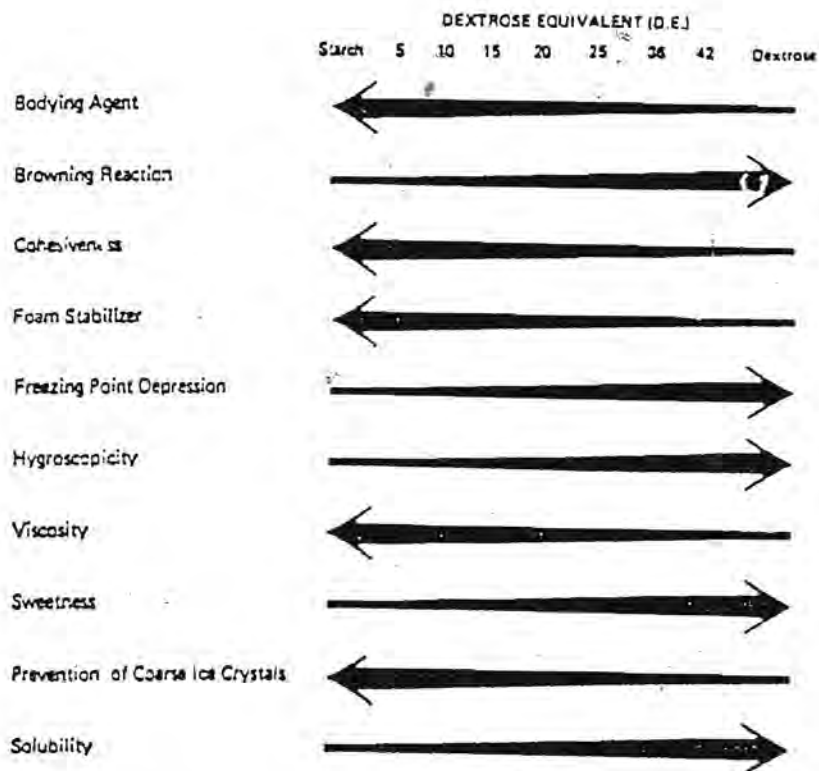 DEXTROSE EQUIVALENT (D.E.)
Starch 5 10 15 20 25 36 42 Dextrose
Bodying Agent
Browning Reaction
Cohesiveness
Foam Stabilizer
Freezing Point Depression
Hygroscopicity
Viscosity
Sweetness
Prevention of Coarse Ice Crystals
Solubility